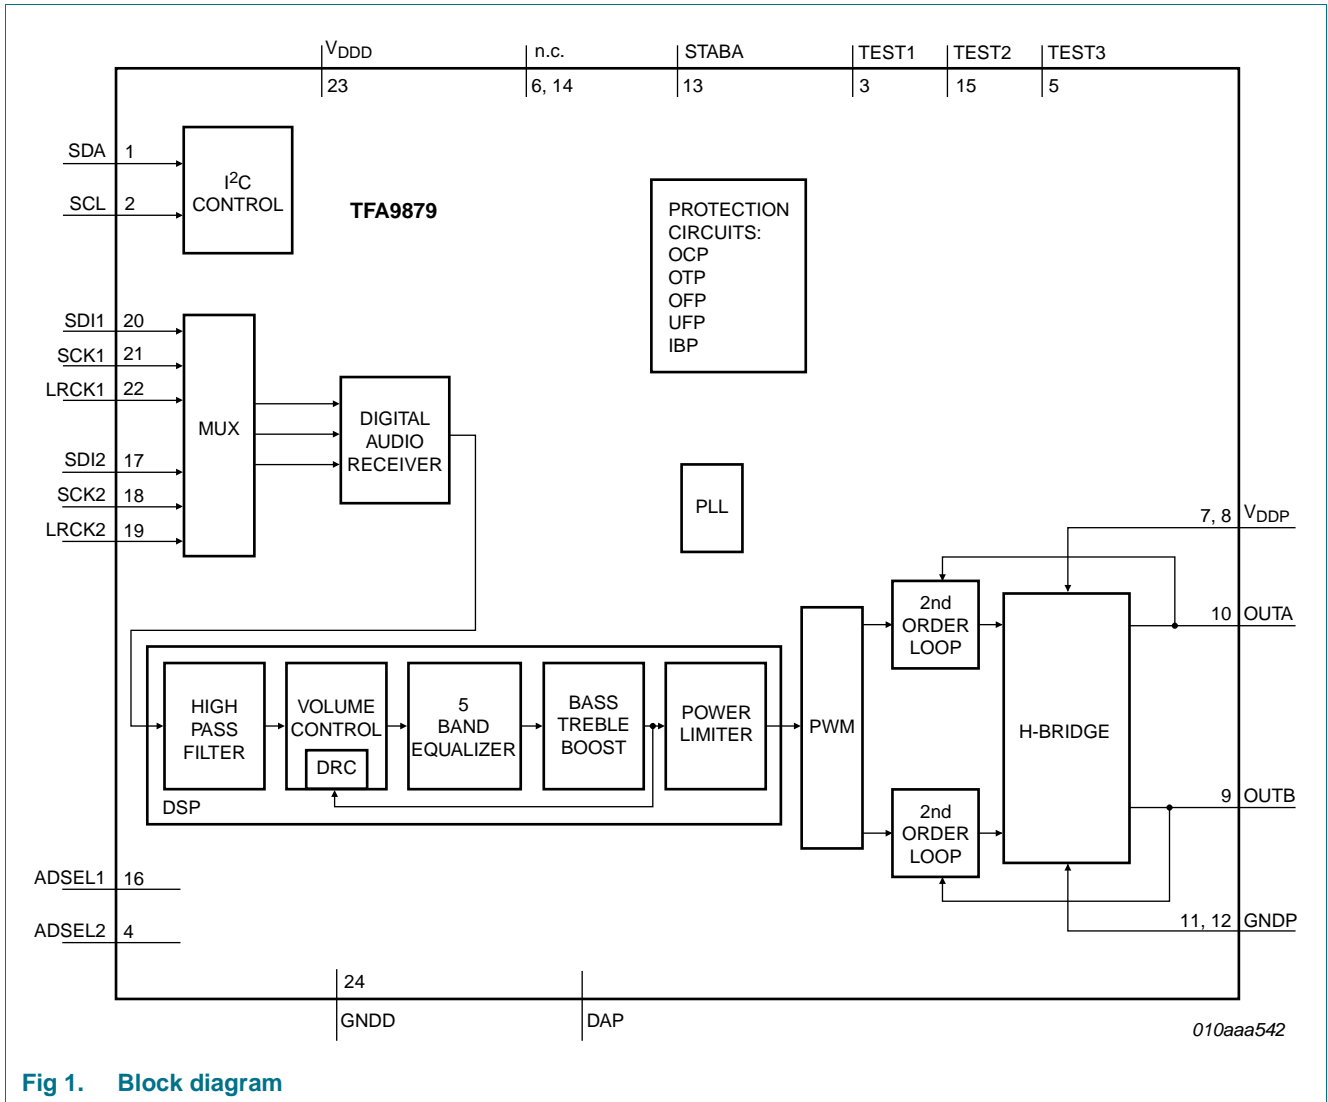 VDDD
n.c.
STABA
TEST1
TEST2
TEST3
23
6, 14
13
3
15
5
SDA 1
SCL 2
I2C
CONTROL
TFA9879
PROTECTION
CIRCUITS:
OCP
OTP
OFP
UFP
IBP
SDI1 20
SCK1 21
LRCK1 22
SDI2 17
SCK2 18
LRCK2 19
MUX
DIGITAL
AUDIO
RECEIVER
PLL
7, 8 VDDP
2nd
ORDER
LOOP
10 OUTA
HIGH
PASS
FILTER
VOLUME
CONTROL
DRC
5
BAND
EQUALIZER
BASS
TREBLE
BOOST
POWER
LIMITER
DSP
PWM
H-BRIDGE
2nd
ORDER
LOOP
9 OUTB
11, 12 GNDP
ADSEL1 16
ADSEL2 4
24
GNDD
DAP
010aaa542
Fig 1. Block diagram